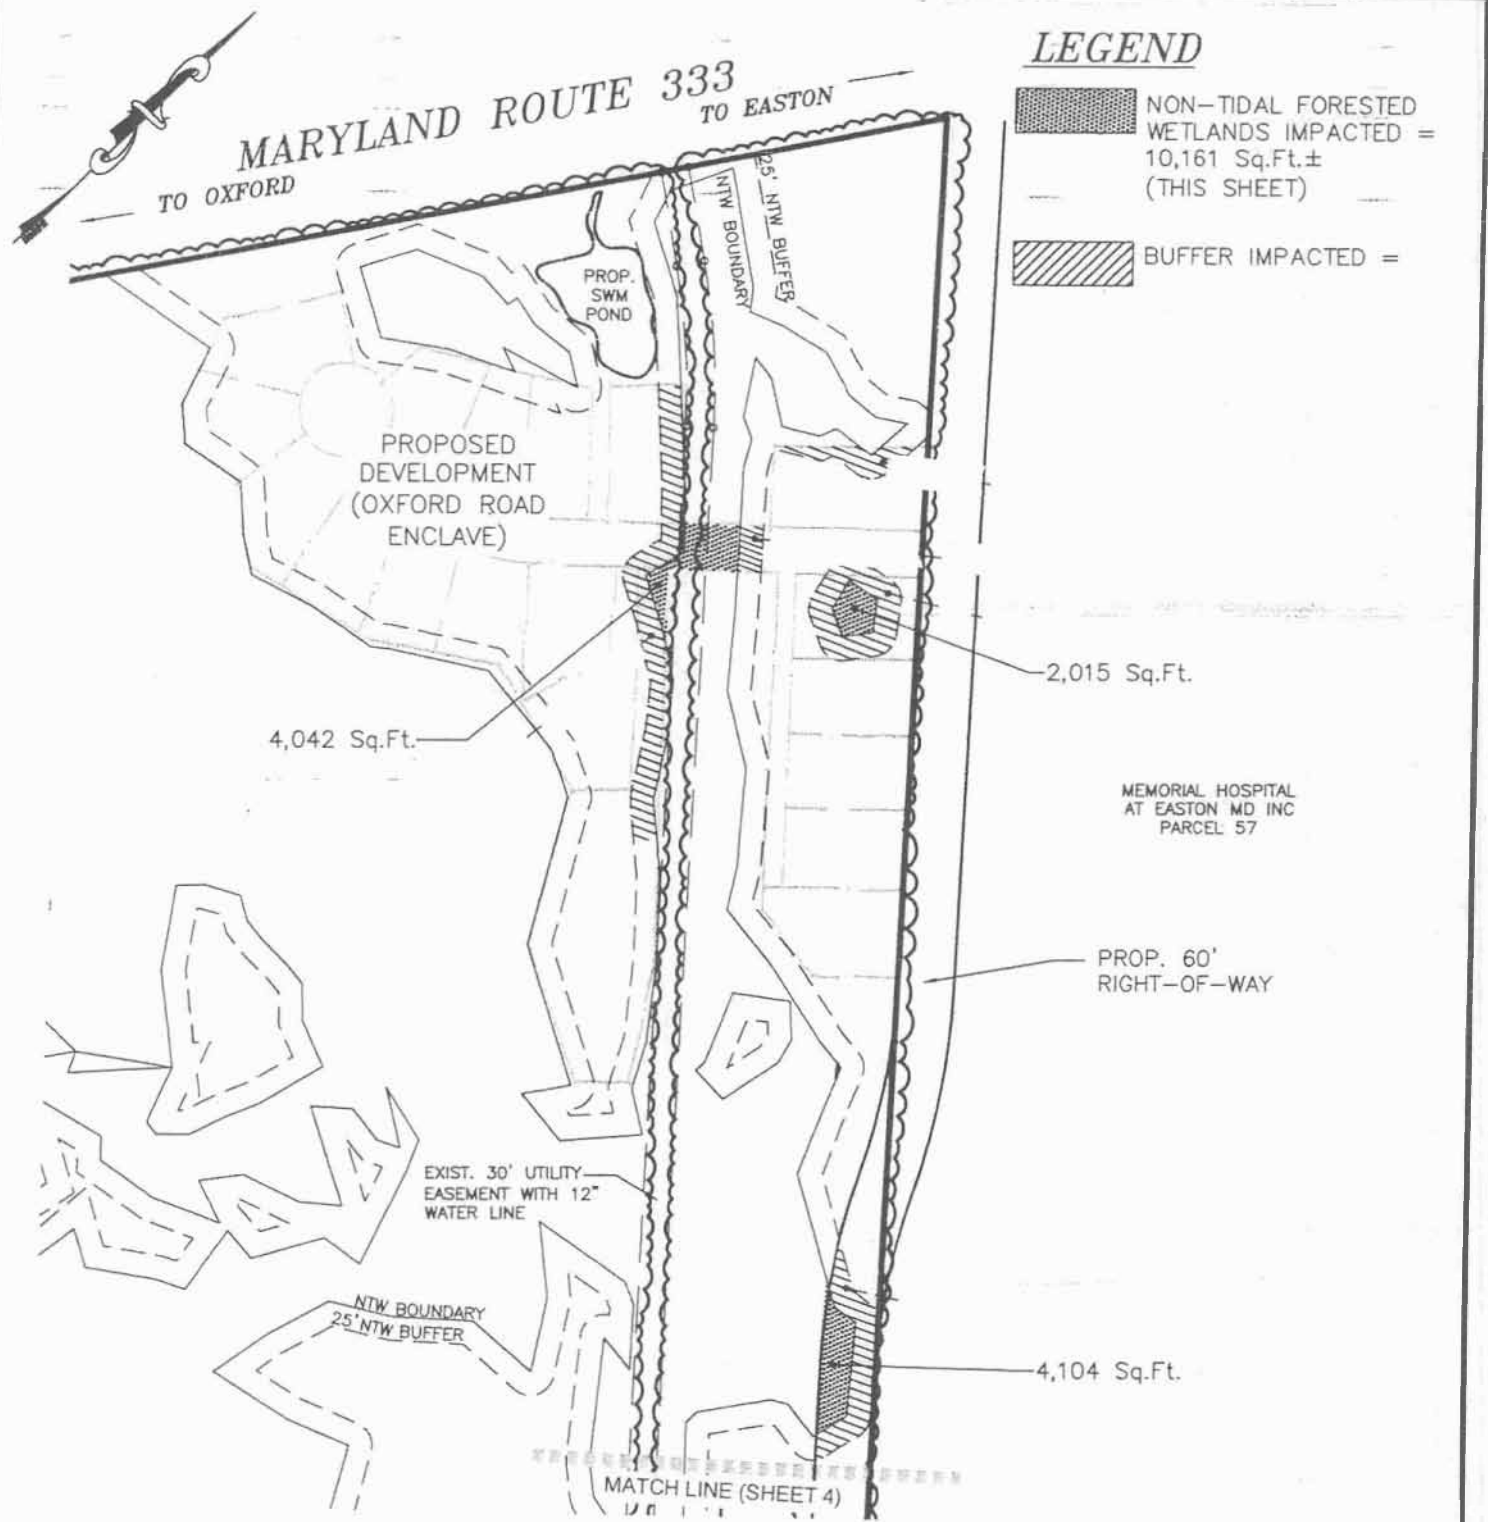 LEGEND
MARYLAND ROUTE 333
TO EASTON
TO OXFORD
NON-TIDAL FORESTED
WETLANDS IMPACTED =
10,161 Sq.Ft.±
(THIS SHEET)
BUFFER IMPACTED =
25' NTW BUFFER
NTW BOUNDARY
PROP.
SWM
POND
PROPOSED
DEVELOPMENT
(OXFORD ROAD
ENCLAVE)
2,015 Sq.Ft.
4,042 Sq.Ft.
MEMORIAL HOSPITAL
AT EASTON MD INC
PARCEL 57
PROP. 60'
RIGHT-OF-WAY
EXIST. 30' UTILITY
EASEMENT WITH 12"
WATER LINE
NTW BOUNDARY
25' NTW BUFFER
4,104 Sq.Ft.
MATCH LINE (SHEET 4)